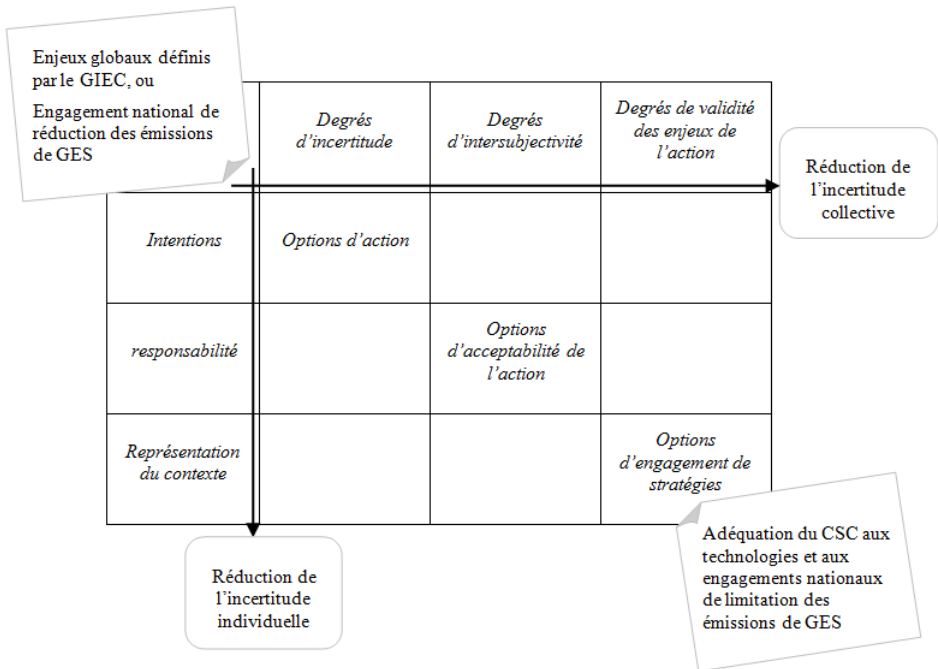 Enjeux globaux définis
par le GIEC, ou
Engagement national de
réduction des émissions
de GES
Degrés
d'incertitude
Degrés
d'intersubjectivité
Degrés de validité
des enjeux de
l'action
Réduction de
l'incertitude
collective
Intentions
Options d'action
responsabilité
Options
d'acceptabilité de
l'action
Représentation
du contexte
Options
d'engagement de
stratégies
Réduction de
l'incertitude
individuelle
Adéquation du CSC aux
technologies et aux
engagements nationaux
de limitation des
émissions de GES